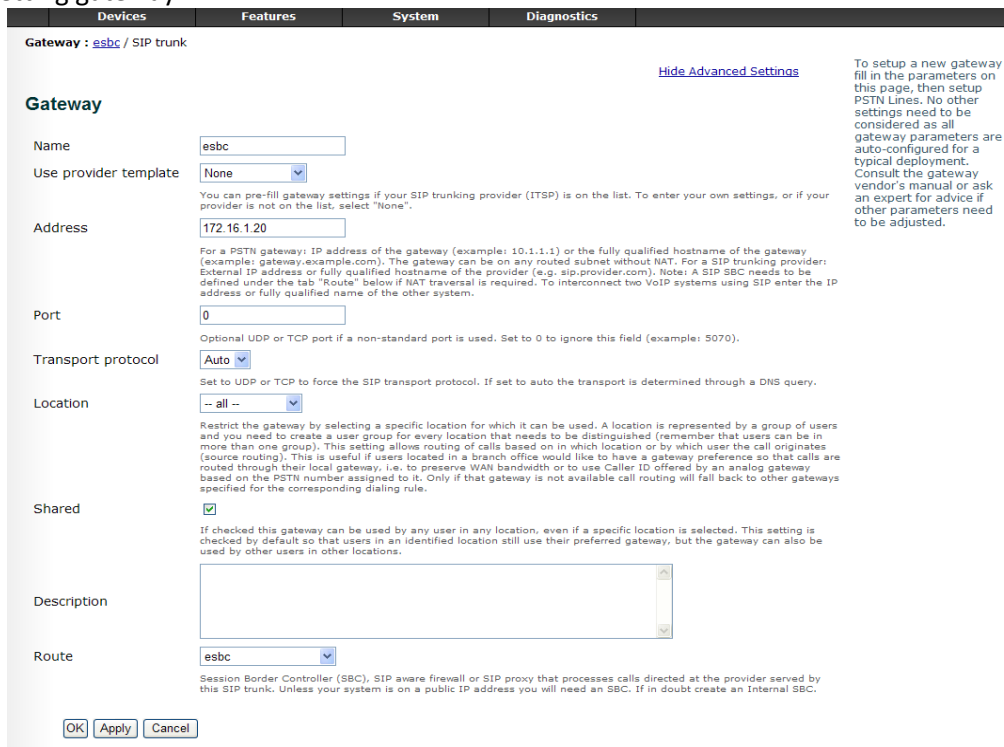 Devices Features System Diagnostics
Gateway : esbc / SIP trunk
Hide Advanced Settings
Gateway
Name esbc
Use provider template None
You can pre-fill gateway settings if your SIP trunking provider (ITSP) is on the list. To enter your own settings, or if your
provider is not on the list, select "None".
Address 172.16.1.20
For a PSTN gateway: IP address of the gateway (example: 10.1.1.1) or the fully qualified hostname of the gateway
(example: gateway.example.com). The gateway can be on any routed subnet without NAT. For a SIP trunking provider:
External IP address or fully qualified hostname of the provider (e.g. sip.provider.com). Note: A SIP SBC needs to be
defined under the tab "Route" below if NAT traversal is required. To interconnect two VoIP systems using SIP enter the IP
address or fully qualified name of the other system.
Port 0
Optional UDP or TCP port if a non-standard port is used. Set to 0 to ignore this field (example: 5070).
Transport protocol Auto
Set to UDP or TCP to force the SIP transport protocol. If set to auto the transport is determined through a DNS query.
Location -- all --
Restrict the gateway by selecting a specific location for which it can be used. A location is represented by a group of users
and you need to create a user group for every location that needs to be distinguished (remember that users can be in
more than one group). This setting allows routing of calls based on in which location or by which user the call originates
(source routing). This is useful if users located in a branch office would like to have a gateway preference so that calls are
routed through their local gateway, i.e. to preserve WAN bandwidth or to use Caller ID offered by an analog gateway
based on the PSTN number assigned to it. Only if that gateway is not available call routing will fall back to other gateways
specified for the corresponding dialing rule.
Shared
If checked this gateway can be used by any user in any location, even if a specific location is selected. This setting is
checked by default so that users in an identified location still use their preferred gateway, but the gateway can also be
used by other users in other locations.
Description
Route esbc
Session Border Controller (SBC), SIP aware firewall or SIP proxy that processes calls directed at the provider served by
this SIP trunk. Unless your system is on a public IP address you will need an SBC. If in doubt create an Internal SBC.
OK Apply Cancel
To setup a new gateway
fill in the parameters on
this page, then setup
PSTN Lines. No other
settings need to be
considered as all
gateway parameters are
auto-configured for a
typical deployment.
Consult the gateway
vendor's manual or ask
an expert for advice if
other parameters need
to be adjusted.